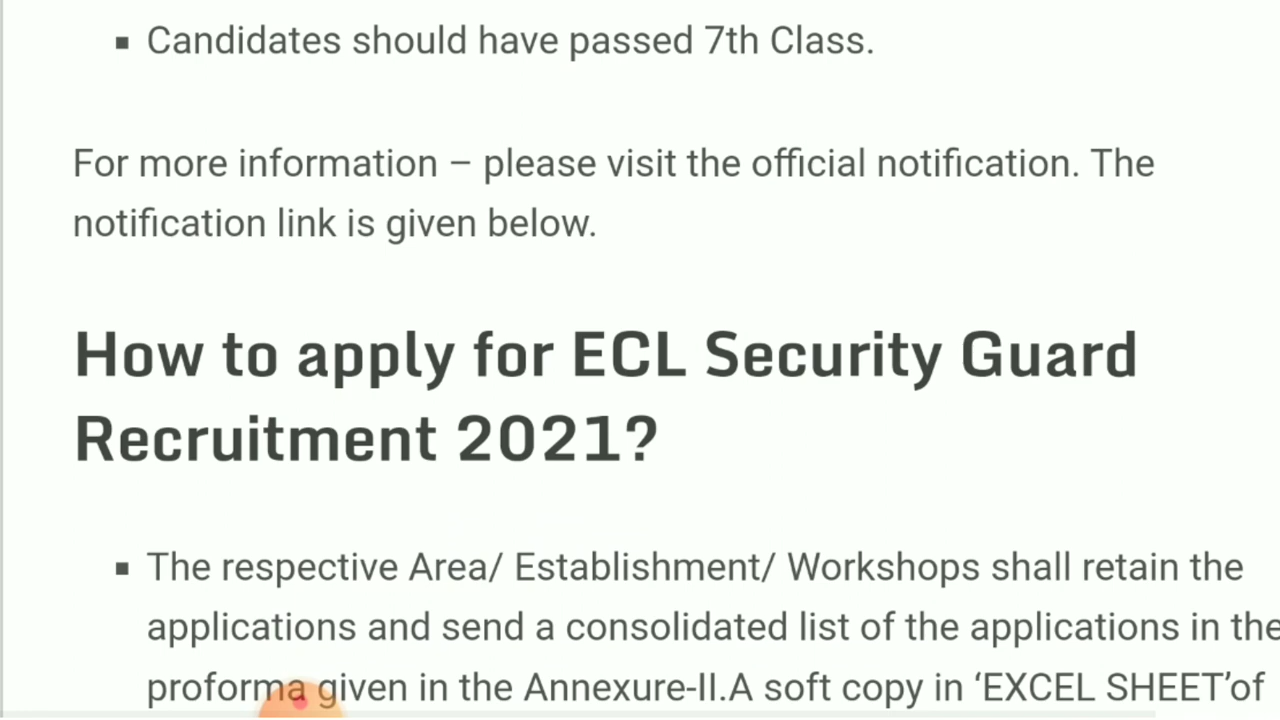 ▪ Candidates should have passed 7th Class.
For more information – please visit the official notification. The
notification link is given below.
How to apply for ECL Security Guard
Recruitment 2021?
▪ The respective Area/ Establishment/ Workshops shall retain the
applications and send a consolidated list of the applications in the
proforma given in the Annexure-II.A soft copy in ‘EXCEL SHEET’of